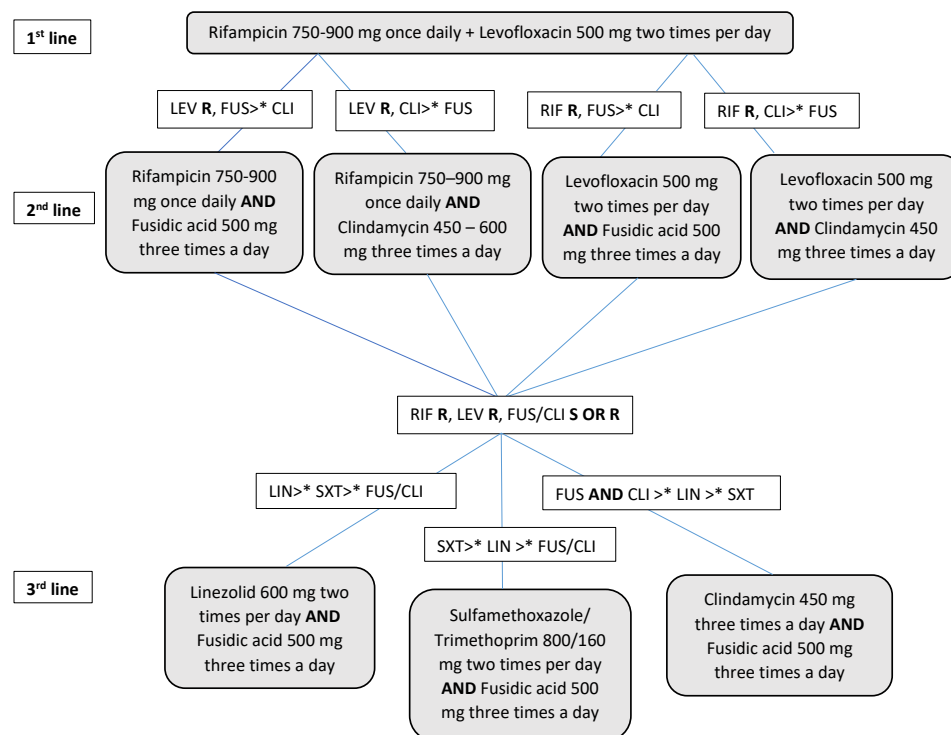 1st line
Rifampicin 750-900 mg once daily + Levofloxacin 500 mg two times per day
LEV R, FUS>* CLI
LEV R, CLI>* FUS
RIF R, FUS>* CLI
RIF R, CLI>* FUS
2nd line
Rifampicin 750-900
mg once daily AND
Fusidic acid 500 mg
three times a day
Rifampicin 750–900 mg
once daily AND
Clindamycin 450 – 600
mg three times a day
Levofloxacin 500 mg
two times per day
AND Fusidic acid 500
mg three times a day
Levofloxacin 500 mg
two times per day
AND Clindamycin 450
mg three times a day
RIF R, LEV R, FUS/CLI S OR R
LIN>* SXT>* FUS/CLI
SXT>* LIN >* FUS/CLI
FUS AND CLI >* LIN >* SXT
3rd line
Linezolid 600 mg two
times per day AND
Fusidic acid 500 mg
three times a day
Sulfamethoxazole/
Trimethoprim 800/160
mg two times per day
AND Fusidic acid 500
mg three times a day
Clindamycin 450 mg
three times a day AND
Fusidic acid 500 mg
three times a day